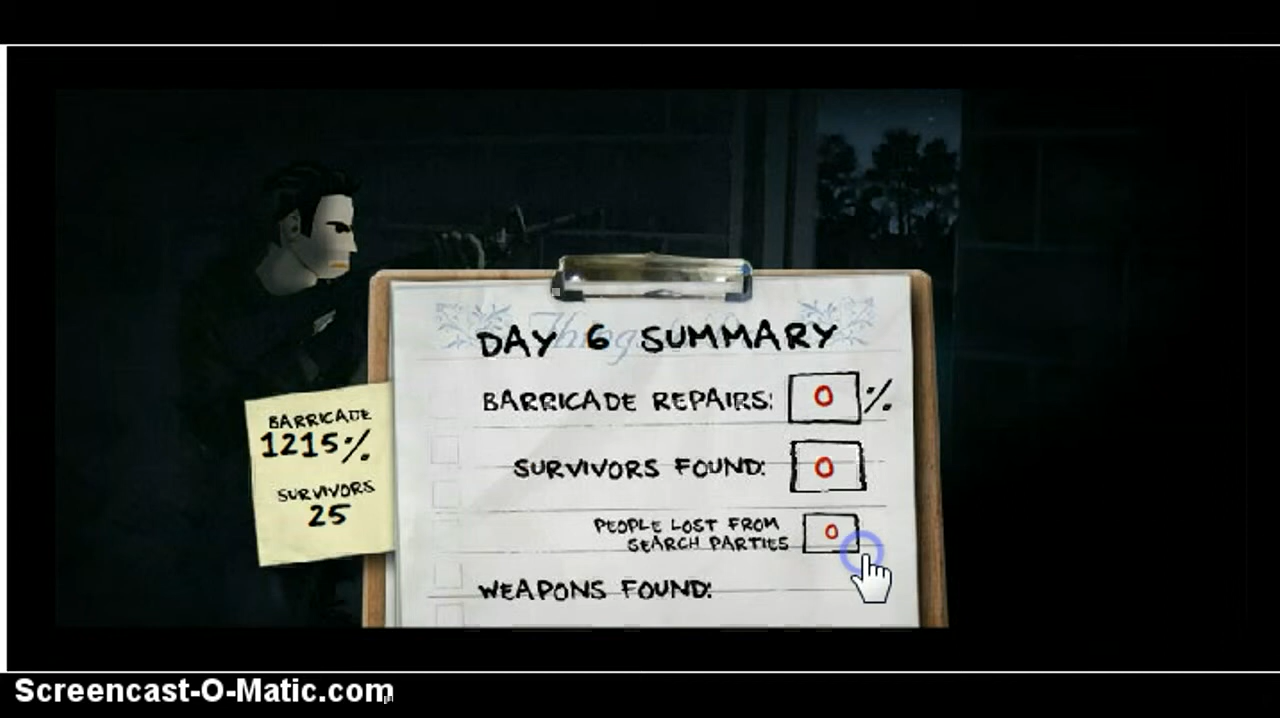 DAY 6 SUMMARY
BARRICADE REPAIRS: 0 %
SURVIVORS FOUND: 0
PEOPLE LOST FROM
SEARCH PARTIES 0
WEAPONS FOUND:
BARRICADE
1215%
SURVIVORS
25
Screencast-O-Matic.com